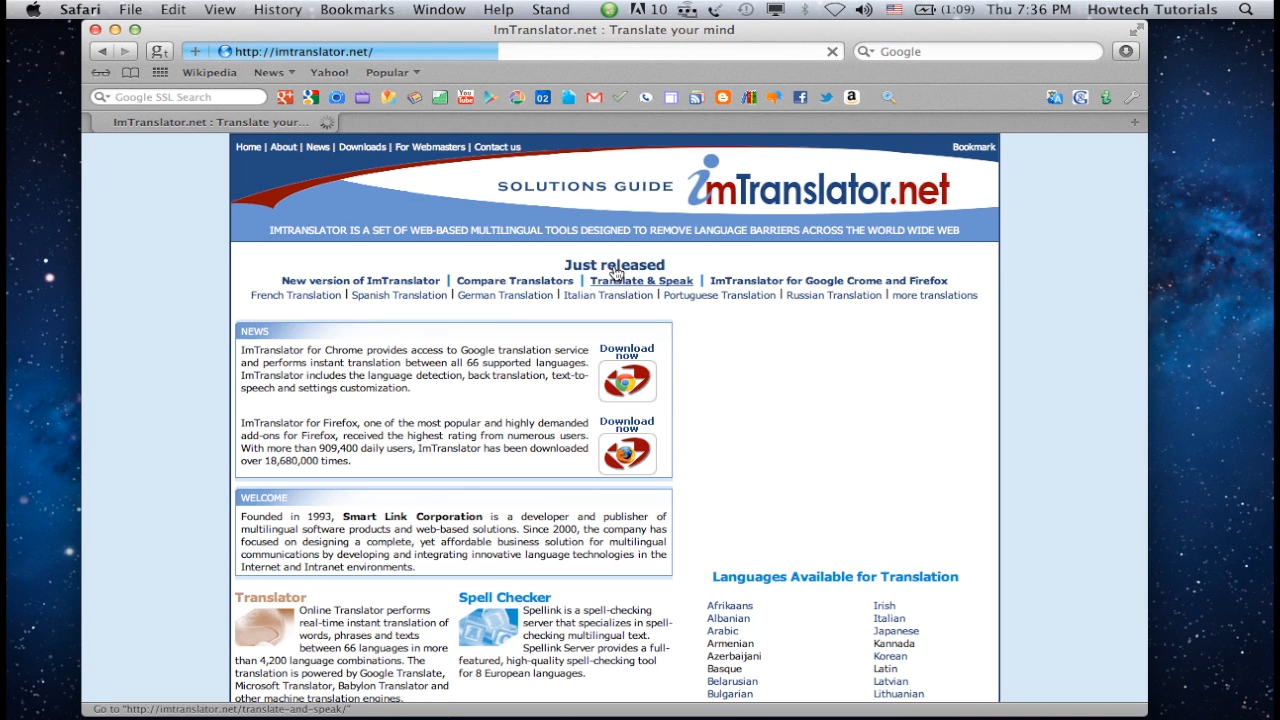 Safari File Edit View History Bookmarks Window Help Stand 10 (1:09) Thu 7:36 PM Howtech Tutorials
ImTranslator.net : Translate your mind
http://imtranslator.net/ Google
Wikipedia News Yahoo! Popular
Google SSL Search You Tube 02 a
ImTranslator.net : Translate your...
Home | About | News | Downloads | For Webmasters | Contact us Bookmark
SOLUTIONS GUIDE imTranslator.net
IMTRANSLATOR IS A SET OF WEB-BASED MULTILINGUAL TOOLS DESIGNED TO REMOVE LANGUAGE BARRIERS ACROSS THE WORLD WIDE WEB
Just released
New version of ImTranslator | Compare Translators | Translate & Speak | ImTranslator for Google Crome and Firefox
French Translation | Spanish Translation | German Translation | Italian Translation | Portuguese Translation | Russian Translation | more translations
NEWS
ImTranslator for Chrome provides access to Google translation service
and performs instant translation between all 66 supported languages.
ImTranslator includes the language detection, back translation, text-to-
speech and settings customization.
Download
now
ImTranslator for Firefox, one of the most popular and highly demanded
add-ons for Firefox, received the highest rating from numerous users.
With more than 909,400 daily users, ImTranslator has been downloaded
over 18,680,000 times.
Download
now
WELCOME
Founded in 1993, Smart Link Corporation is a developer and publisher of
multilingual software products and web-based solutions. Since 2000, the company has
focused on designing a complete, yet affordable business solution for multilingual
communications by developing and integrating innovative language technologies in the
Internet and Intranet environments.
Translator
Online Translator performs
real-time instant translation of
words, phrases and texts
between 66 languages in more
than 4,200 language combinations. The
translation is powered by Google Translate,
Microsoft Translator, Babylon Translator and
other machine translation engines.
Spell Checker
Spellink is a spell-checking
server that specializes in spell-
checking multilingual text.
Spellink Server provides a full-
featured, high-quality spell-checking tool
for 8 European languages.
Languages Available for Translation
Afrikaans
Albanian
Arabic
Armenian
Azerbaijani
Basque
Belarusian
Bulgarian
Irish
Italian
Japanese
Kannada
Korean
Latin
Latvian
Lithuanian
Go to "http://imtranslator.net/translate-and-speak/"